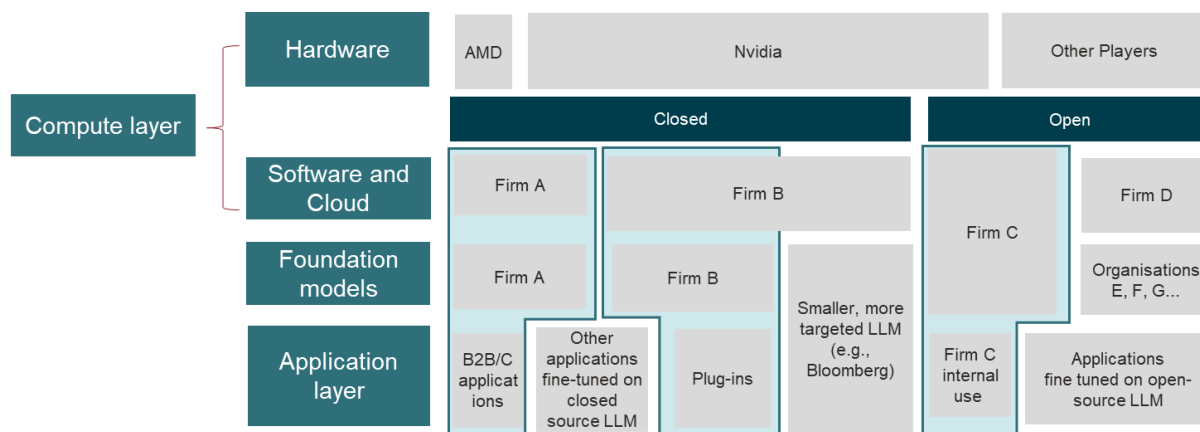 Hardware
AMD
Nvidia
Other Players
Compute layer
Closed
Open
Software and
Cloud
Firm A
Firm B
Firm C
Firm D
Foundation
models
Firm A
Firm B
Smaller, more
targeted LLM
(e.g.,
Bloomberg)
Organisations
E, F, G...
Application
layer
B2B/C
applicat
ions
Other
applications
fine-tuned on
closed
source LLM
Plug-ins
Firm C
internal
use
Applications
fine tuned on open-
source LLM